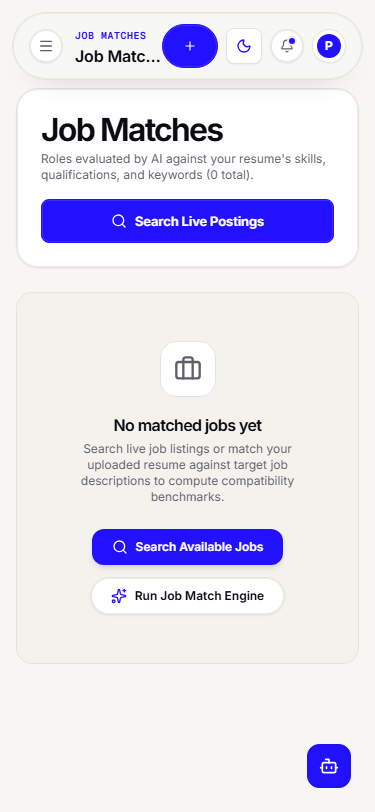 JOB MATCHES
Job Matc...
P
Job Matches
Roles evaluated by AI against your resume's skills,
qualifications, and keywords (0 total).
Search Live Postings
No matched jobs yet
Search live job listings or match your
uploaded resume against target job
descriptions to compute compatibility
benchmarks.
Search Available Jobs
Run Job Match Engine